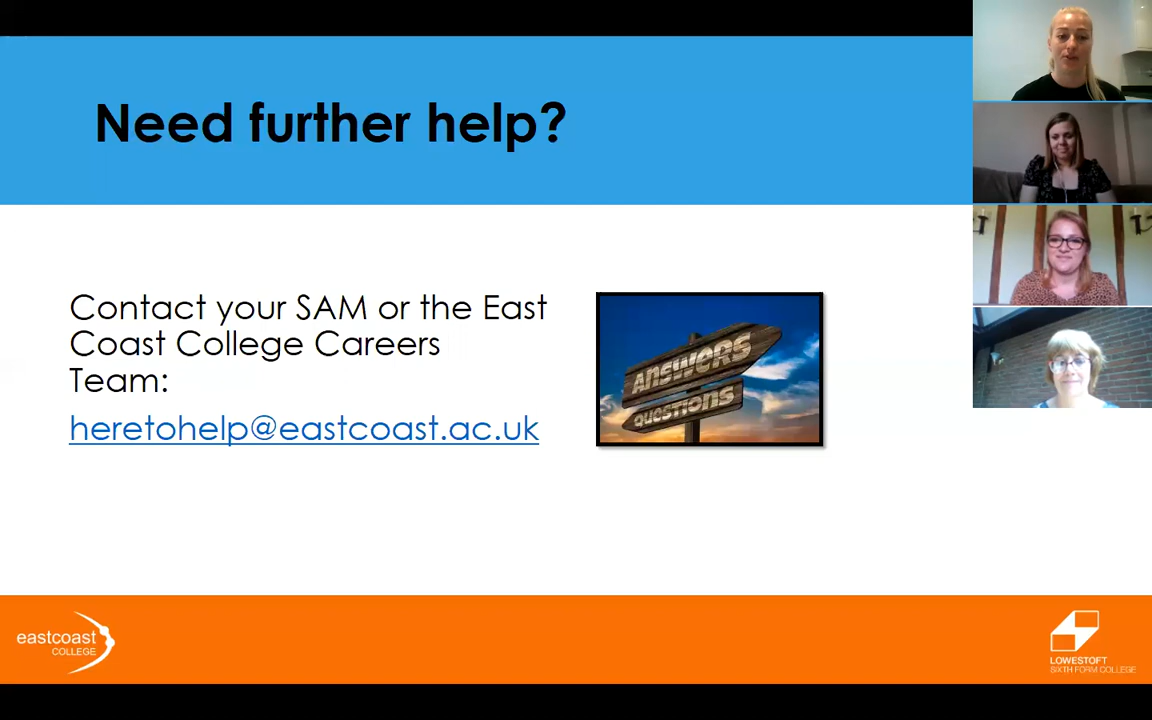 Need further help?
Contact your SAM or the East
Coast College Careers
Team:
heretohelp@eastcoast.ac.uk
ANSWERS
QUESTIONS
eastcoast
COLLEGE
LOWESTOFT
SIXTH FORM COLLEGE